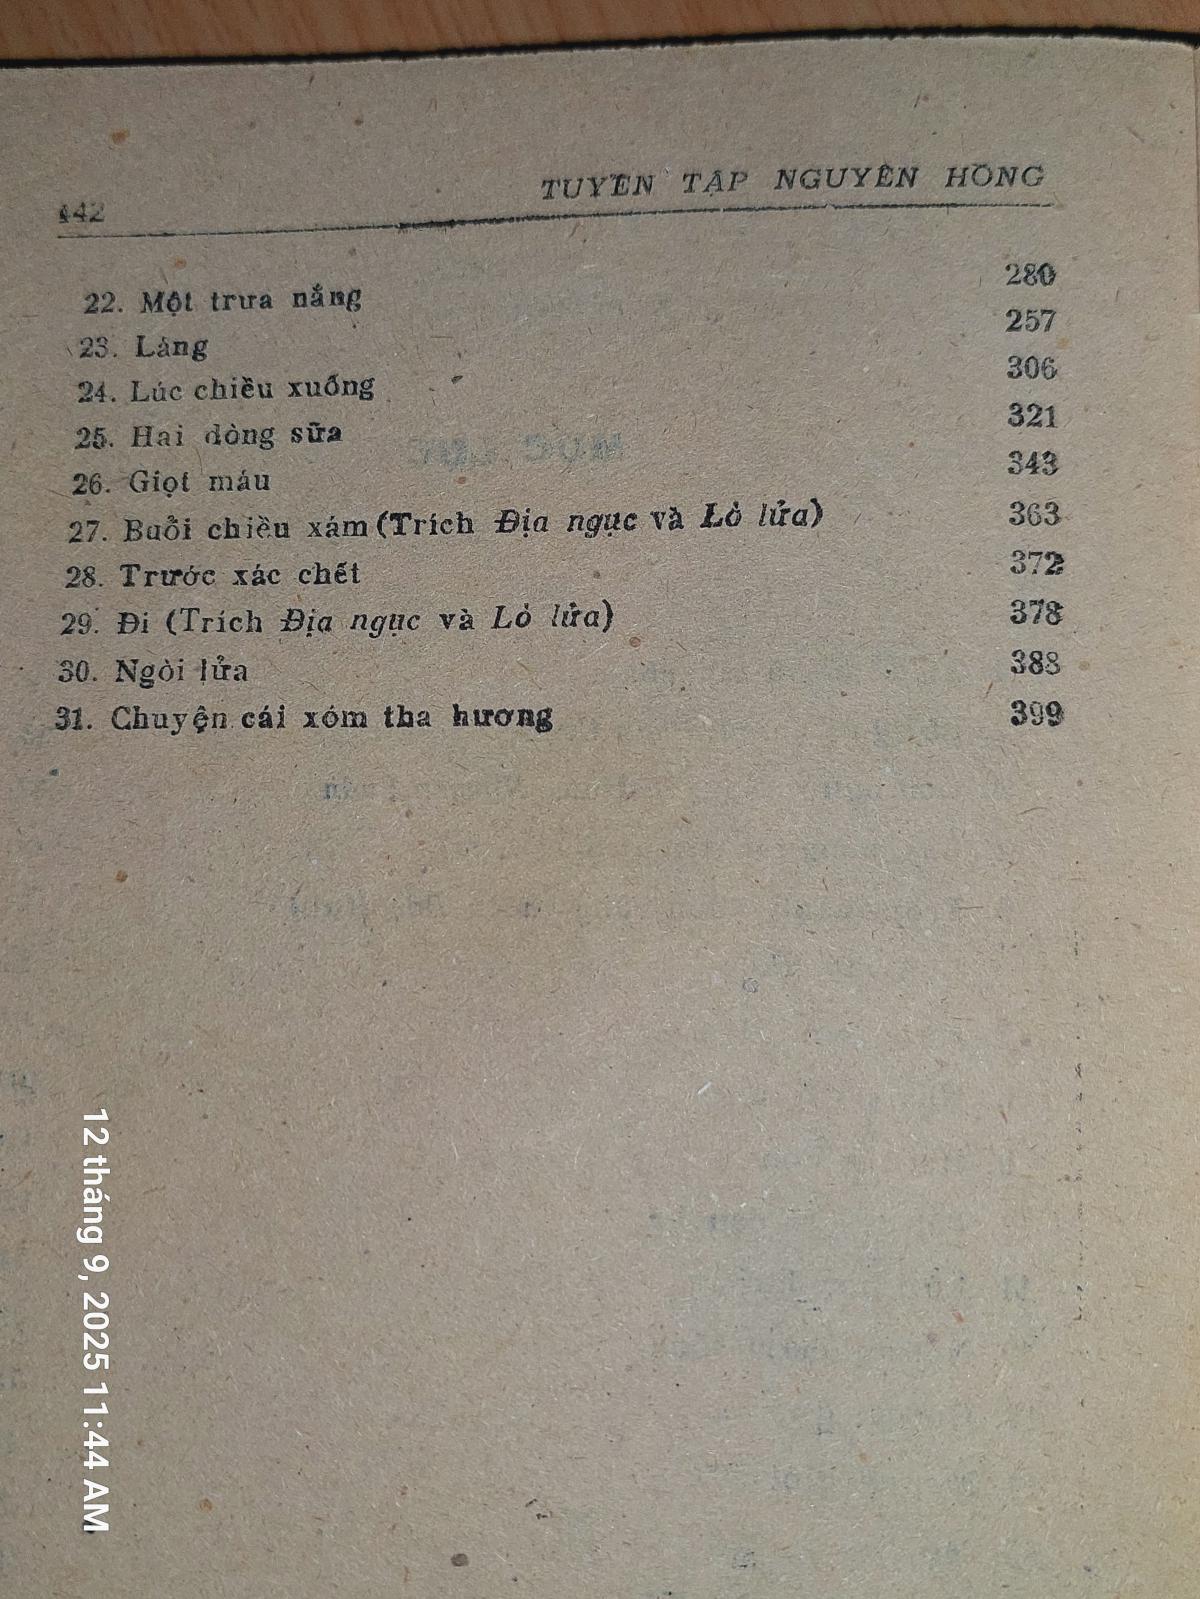 442 TUYỂN TẬP NGUYÊN HỒNG
22. Một trưa nắng 280
23. Láng 257
24. Lúc chiều xuống 306
25. Hai dòng sữa 321
26. Giọt máu 343
27. Buổi chiều xám (Trích Địa ngục và Lò lửa) 363
28. Trước xác chết 372
29. Đi (Trích Địa ngục và Lò lửa) 378
30. Ngòi lửa 388
31. Chuyện cái xóm tha hương 399
12 tháng 9, 2025 11:44 AM